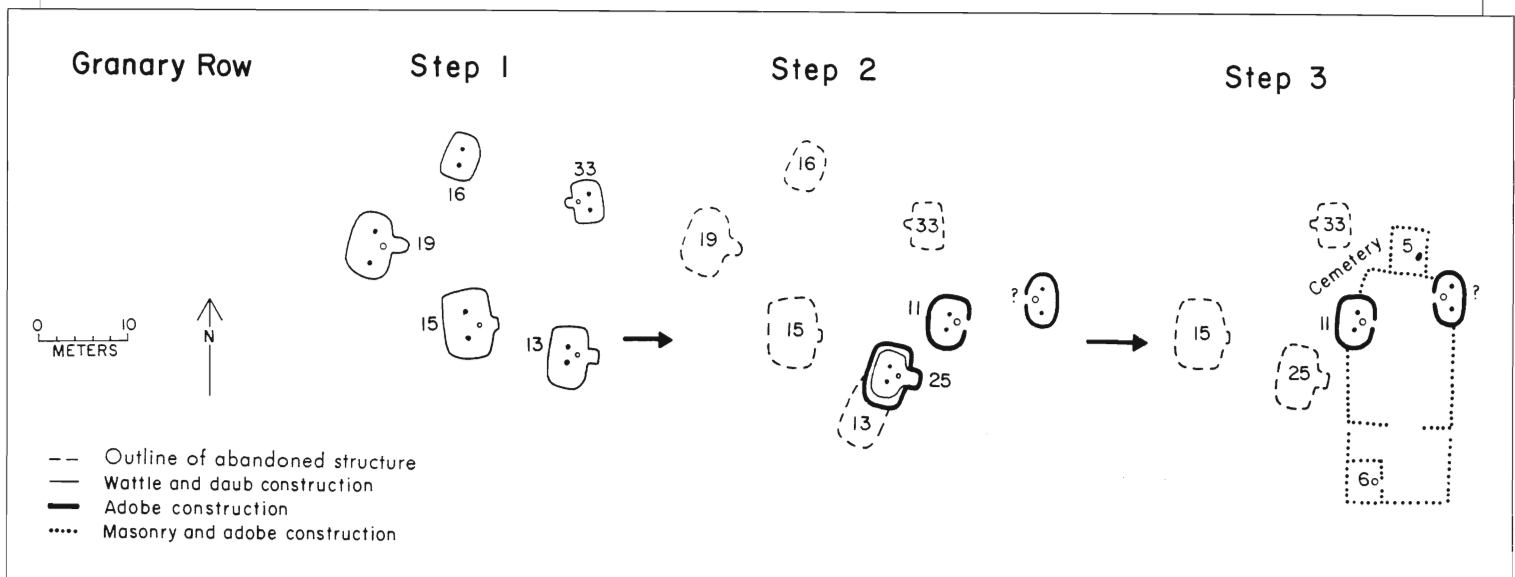 Granary Row
Step 1
Step 2
Step 3
16
33
19
15
13
16
19
33
15
11
?
25
13
33
5
Cemetery
11
?
15
25
6
0 10
METERS
N
Outline of abandoned structure
Wattle and daub construction
Adobe construction
Masonry and adobe construction